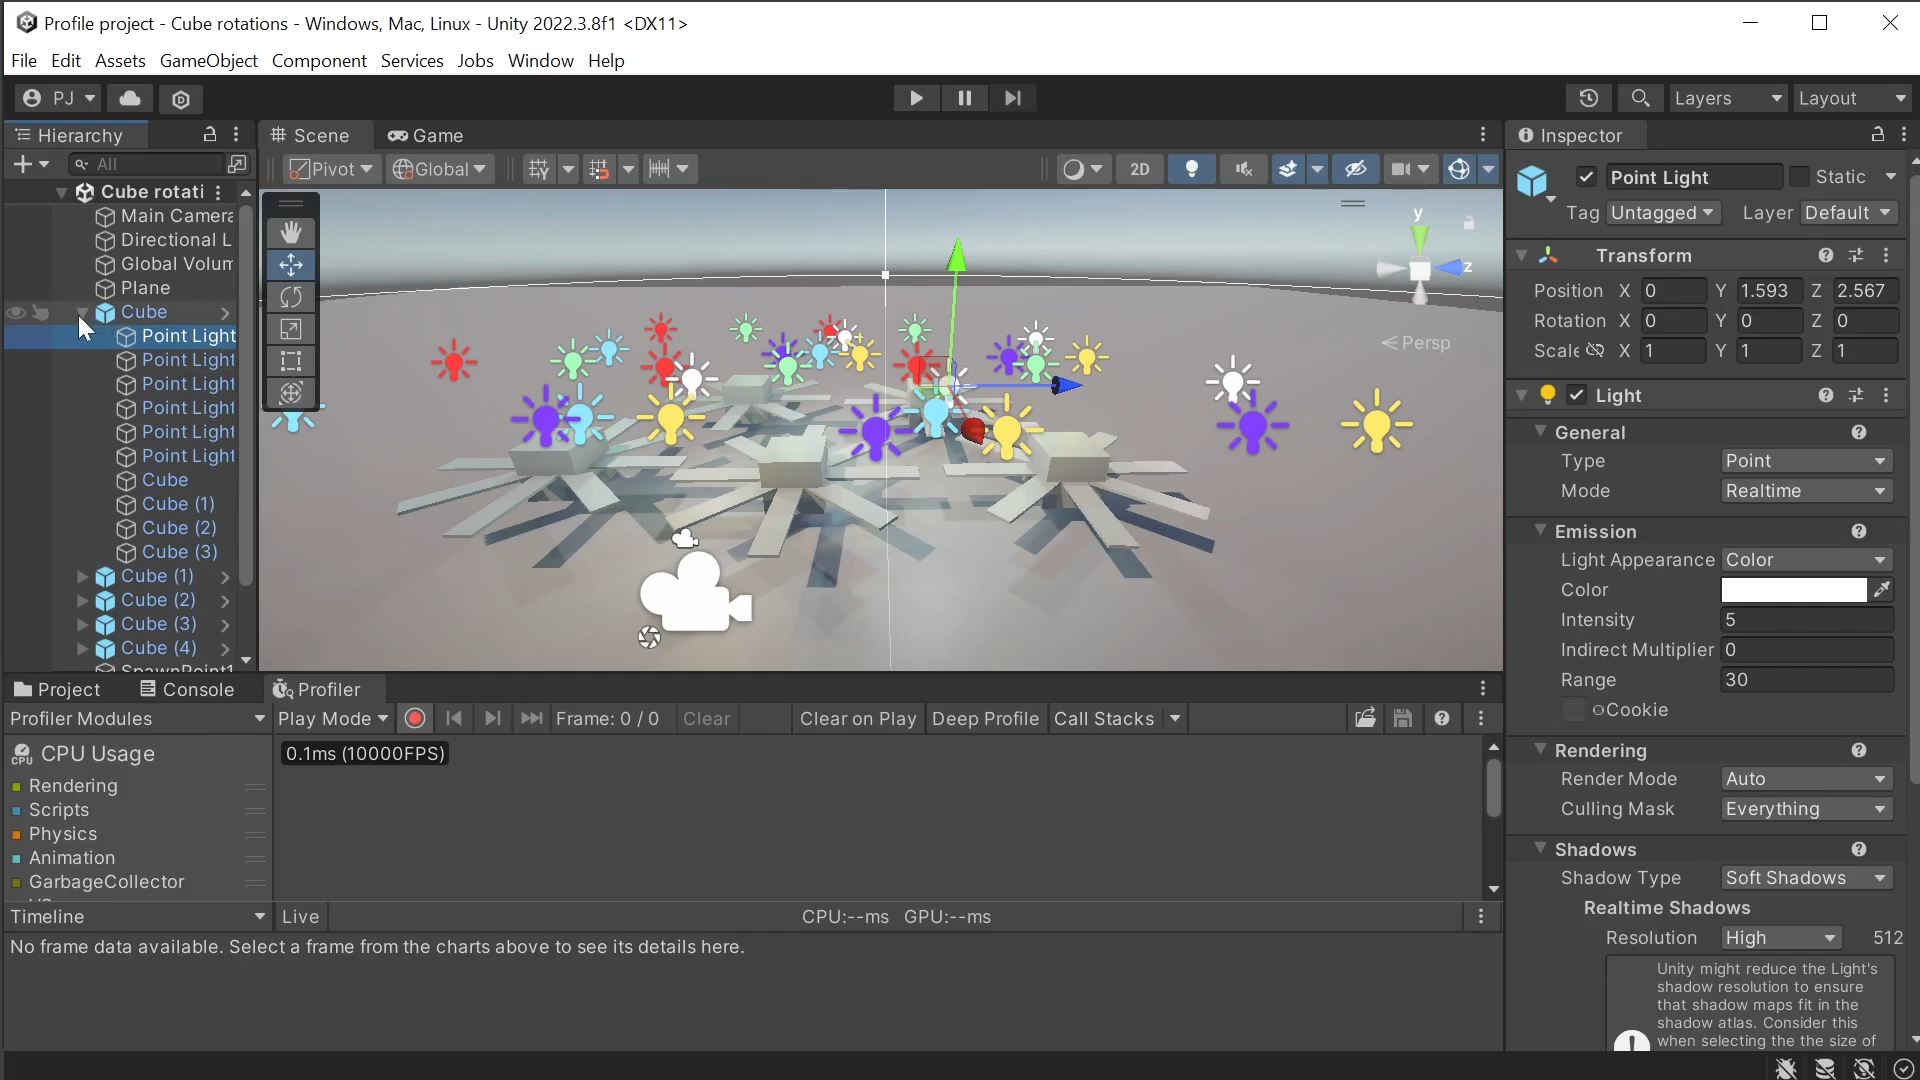 Profile project - Cube rotations - Windows, Mac, Linux - Unity 2022.3.8f1 <DX11>
File Edit Assets GameObject Component Services Jobs Window Help
PJ
Layers Layout
Hierarchy
Scene Game
Inspector
All
Pivot Global
2D
Cube rotati
Main Camera
Directional L
Global Volum
Plane
Cube
Point Light
Point Light
Point Light
Point Light
Point Light
Point Light
Cube
Cube (1)
Cube (2)
Cube (3)
Cube (1)
Cube (2)
Cube (3)
Cube (4)
SpawnPoint1
y
z
Persp
Point Light Static
Tag Untagged Layer Default
Transform
Position X 0 Y 1.593 Z 2.567
Rotation X 0 Y 0 Z 0
Scale X 1 Y 1 Z 1
Light
General
Type Point
Mode Realtime
Emission
Light Appearance Color
Color
Intensity 5
Indirect Multiplier 0
Range 30
Cookie
Rendering
Render Mode Auto
Culling Mask Everything
Shadows
Shadow Type Soft Shadows
Realtime Shadows
Resolution High 512
Unity might reduce the Light's
shadow resolution to ensure
that shadow maps fit in the
shadow atlas. Consider this
when selecting the the size of
Project Console Profiler
Profiler Modules Play Mode Frame: 0 / 0 Clear Clear on Play Deep Profile Call Stacks
CPU
CPU Usage
0.1ms (10000FPS)
Rendering
Scripts
Physics
Animation
GarbageCollector
Timeline Live CPU:--ms GPU:--ms
No frame data available. Select a frame from the charts above to see its details here.